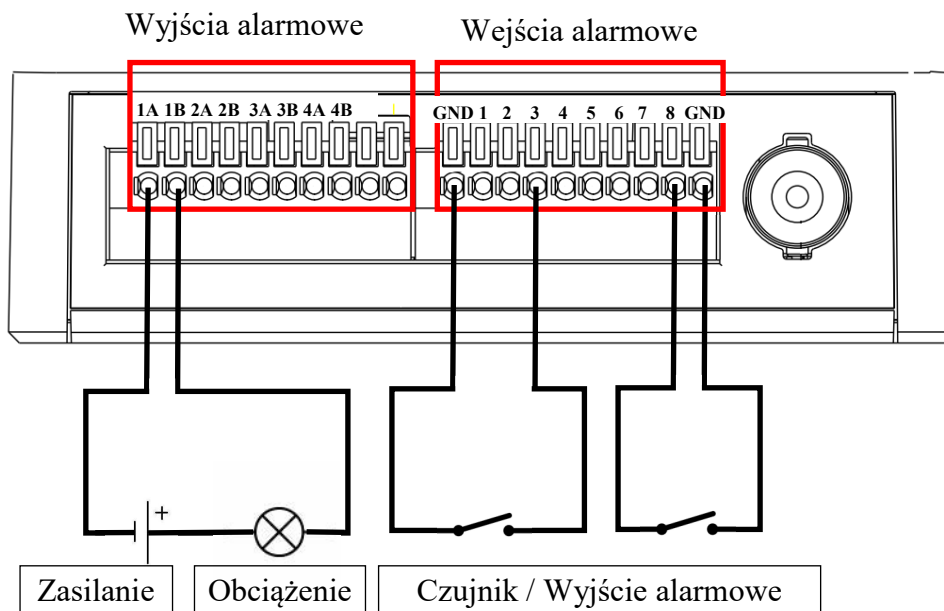 Wyjścia alarmowe
Wejścia alarmowe
1A 1B 2A 2B 3A 3B 4A 4B
GND 1 2 3 4 5 6 7 8 GND
+
Zasilanie
Obciążenie
Czujnik / Wyjście alarmowe